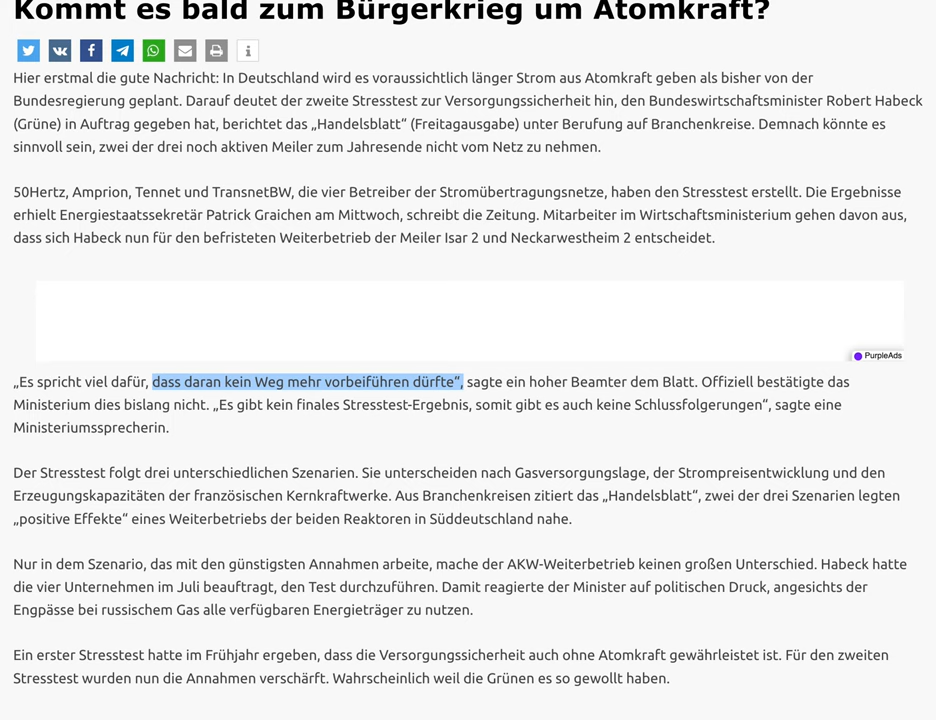 Kommt es bald zum Bürgerkrieg um Atomkraft?
Hier erstmal die gute Nachricht: In Deutschland wird es voraussichtlich länger Strom aus Atomkraft geben als bisher von der
Bundesregierung geplant. Darauf deutet der zweite Stresstest zur Versorgungssicherheit hin, den Bundeswirtschaftsminister Robert Habeck
(Grüne) in Auftrag gegeben hat, berichtet das „Handelsblatt“ (Freitagausgabe) unter Berufung auf Branchenkreise. Demnach könnte es
sinnvoll sein, zwei der drei noch aktiven Meiler zum Jahresende nicht vom Netz zu nehmen.
50Hertz, Amprion, Tennet und TransnetBW, die vier Betreiber der Stromübertragungsnetze, haben den Stresstest erstellt. Die Ergebnisse
erhielt Energiestaatssekretär Patrick Graichen am Mittwoch, schreibt die Zeitung. Mitarbeiter im Wirtschaftsministerium gehen davon aus,
dass sich Habeck nun für den befristeten Weiterbetrieb der Meiler Isar 2 und Neckarwestheim 2 entscheidet.
PurpleAds
„Es spricht viel dafür, dass daran kein Weg mehr vorbeiführen dürfte“, sagte ein hoher Beamter dem Blatt. Offiziell bestätigte das
Ministerium dies bislang nicht. „Es gibt kein finales Stresstest-Ergebnis, somit gibt es auch keine Schlussfolgerungen“, sagte eine
Ministeriumssprecherin.
Der Stresstest folgt drei unterschiedlichen Szenarien. Sie unterscheiden nach Gasversorgungslage, der Strompreisentwicklung und den
Erzeugungskapazitäten der französischen Kernkraftwerke. Aus Branchenkreisen zitiert das „Handelsblatt“, zwei der drei Szenarien legten
„positive Effekte“ eines Weiterbetriebs der beiden Reaktoren in Süddeutschland nahe.
Nur in dem Szenario, das mit den günstigsten Annahmen arbeite, mache der AKW-Weiterbetrieb keinen großen Unterschied. Habeck hatte
die vier Unternehmen im Juli beauftragt, den Test durchzuführen. Damit reagierte der Minister auf politischen Druck, angesichts der
Engpässe bei russischem Gas alle verfügbaren Energieträger zu nutzen.
Ein erster Stresstest hatte im Frühjahr ergeben, dass die Versorgungssicherheit auch ohne Atomkraft gewährleistet ist. Für den zweiten
Stresstest wurden nun die Annahmen verschärft. Wahrscheinlich weil die Grünen es so gewollt haben.